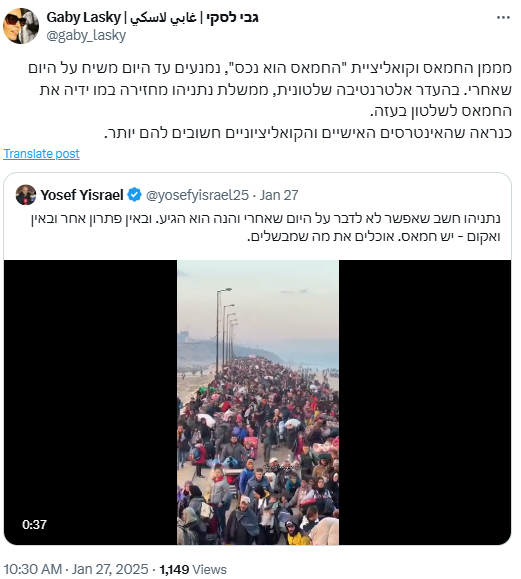 Gaby Lasky | גבי לסקי | غابي لاسكي
@gaby_lasky
מממן החמאס וקואליציית "החמאס הוא נכס", נמנעים עד היום משיח על היום
שאחרי. בהעדר אלטרנטיבה שלטונית, ממשלת נתניהו מחזירה במו ידיה את
החמאס לשלטון בעזה.
כנראה שהאינטרסים האישיים והקואליציוניים חשובים להם יותר.
Translate post
Yosef Yisrael @yosefyisrael25 · Jan 27
נתניהו חשב שאפשר לא לדבר על היום שאחרי והנה הוא הגיע. ובאין פתרון אחר ובאין
ואקום - יש חמאס. אוכלים את מה שמבשלים.
0:37
10:30 AM · Jan 27, 2025 · 1,149 Views